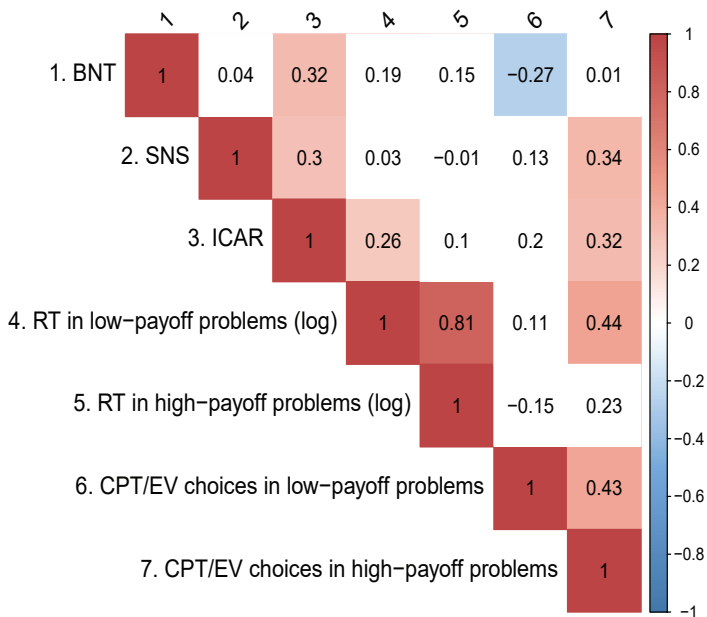 1 2 3 4 5 6 7
1. BNT 1 0.04 0.32 0.19 0.15 −0.27 0.01
2. SNS 1 0.3 0.03 −0.01 0.13 0.34
3. ICAR 1 0.26 0.1 0.2 0.32
4. RT in low−payoff problems (log) 1 0.81 0.11 0.44
5. RT in high−payoff problems (log) 1 −0.15 0.23
6. CPT/EV choices in low−payoff problems 1 0.43
7. CPT/EV choices in high−payoff problems 1
1
0.8
0.6
0.4
0.2
0
−0.2
−0.4
−0.6
−0.8
−1